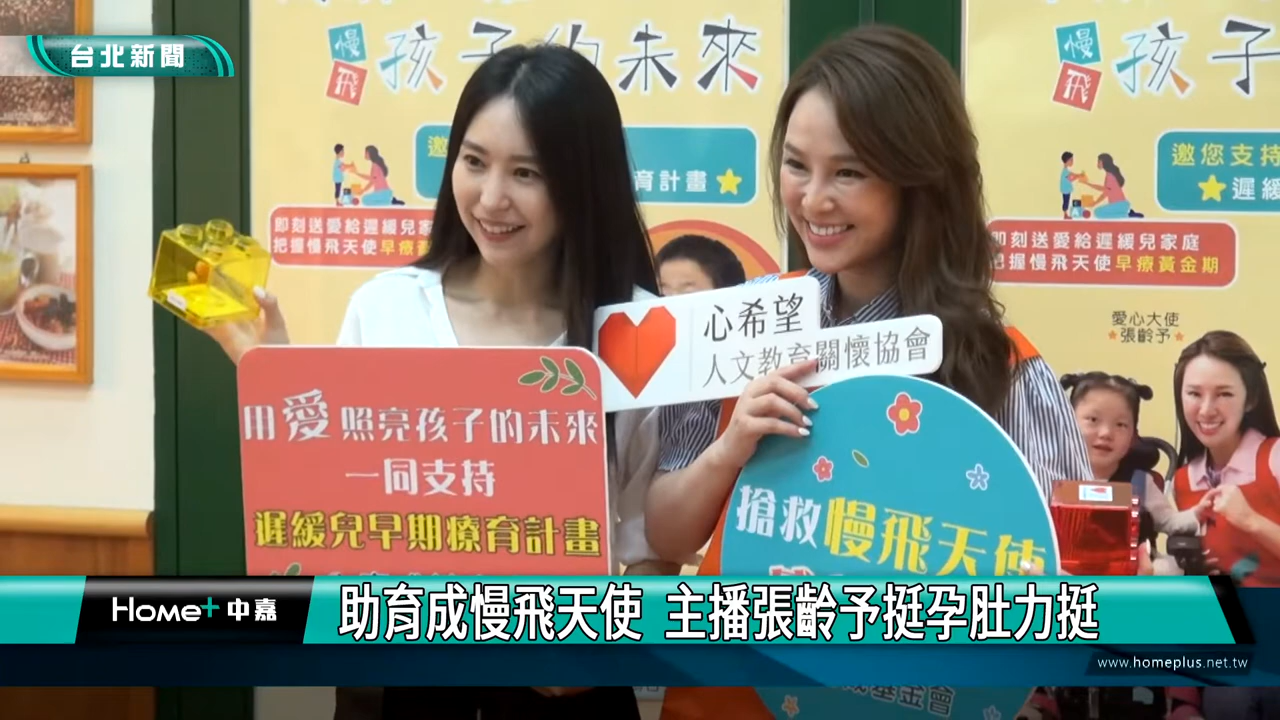 台北新聞
慢飛
孩子的未來
育計畫
即刻送愛給遲緩兒家
把握慢飛天使早療黃
慢飛
孩子
邀您支持
遲緩
即刻送愛給遲緩兒家庭
把握慢飛天使早療黃金期
愛心大使
張齡予
心希望
人文教育關懷協會
用愛照亮孩子的未來
一同支持
遲緩兒早期療育計畫
搶救慢飛天使
基金會
Home+中嘉
助育成慢飛天使 主播張齡予挺孕肚力挺
www.homeplus.net.tw